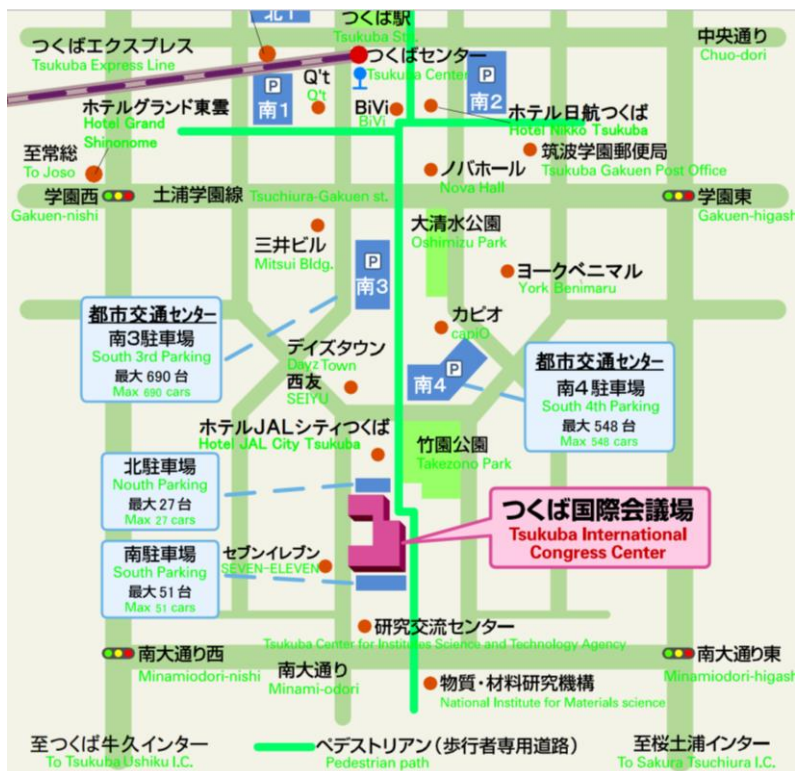 北1
つくば駅
Tsukuba Sta.
中央通り
Chuo-dori
つくばエクスプレス
Tsukuba Express Line
つくばセンター
Tsukuba Center
P
南1
Q't
Q't
BiVi
BiVi
P
南2
ホテルグランド東雲
Hotel Grand
Shinonome
ホテル日航つくば
Hotel Nikko Tsukuba
至常総
To Joso
ノバホール
Nova Hall
筑波学園郵便局
Tsukuba Gakuen Post Office
学園西
Gakuen-nishi
土浦学園線
Tsuchiura-Gakuen st.
学園東
Gakuen-higash
三井ビル
Mitsui Bldg.
P
南3
大清水公園
Oshimizu Park
ヨークベニマル
York Benimaru
都市交通センター
南3駐車場
South 3rd Parking
最大690台
Max 690 cars
カピオ
capiO
デイズタウン
Dayz Town
西友
SEIYU
P
南4
都市交通センター
南4駐車場
South 4th Parking
最大548台
Max 548 cars
ホテルJALシティつくば
Hotel JAL City Tsukuba
竹園公園
Takezono Park
北駐車場
Nouth Parking
最大27台
Max 27 cars
つくば国際会議場
Tsukuba International
Congress Center
南駐車場
South Parking
最大51台
Max 51 cars
セブンイレブン
SEVEN-ELEVEN
研究交流センター
Tsukuba Center for Institutes Science and Technology Agency
南大通り西
Minamiodori-nishi
南大通り
Minami-odori
南大通り東
Minamiodori-higash
物質・材料研究機構
National Institute for Materials science
至つくば牛久インター
To Tsukuba Ushiku I.C.
ペデストリアン(歩行者専用道路)
Pedestrian path
至桜土浦インター
To Sakura Tsuchiura I.C.